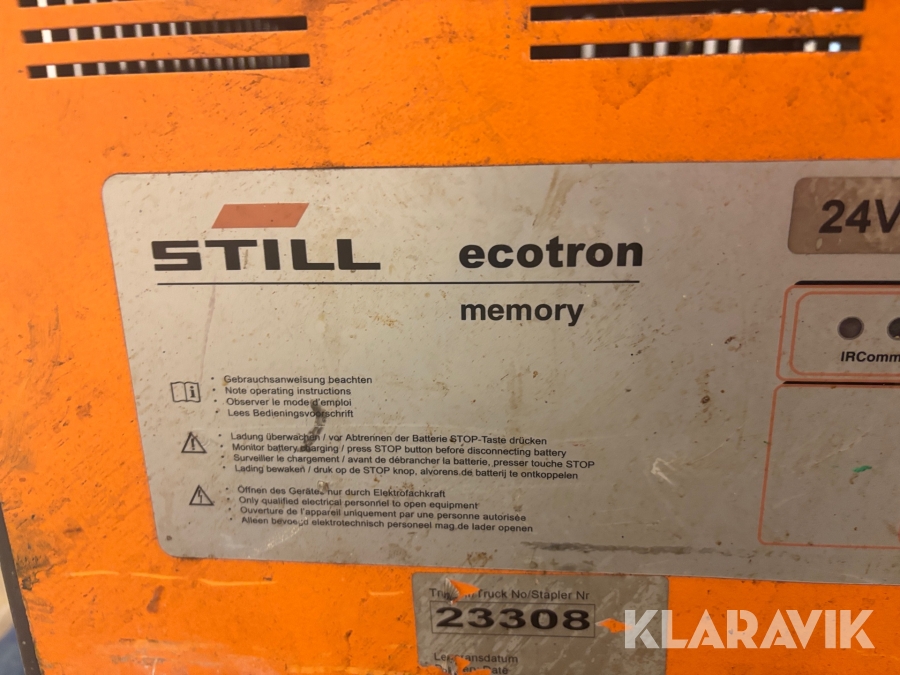 24V
STILL ecotron
memory
IRComm
Gebrauchsanweisung beachten
Note operating instructions
Observer le mode d'emploi
Lees Bedieningsvoorschrift
Ladung überwachen / vor Abtrennen der Batterie STOP-Taste drücken
Monitor battery charging / press STOP button before disconnecting battery
Surveiller le chargement / avant de débrancher la batterie, presser touche STOP
Lading bewaken / druk op de STOP knop, alvorens de batterij te ontkoppelen
Öffnen des Gerätes nur durch Elektrofachkraft
Only qualified electrical personnel to open equipment
Ouverture de l'appareil uniquement par une personne autorisée
Alleen bevoegd elektrotechnisch personeel mag de lader openen
Truck No/Stapler Nr
23308
KLARAVIK